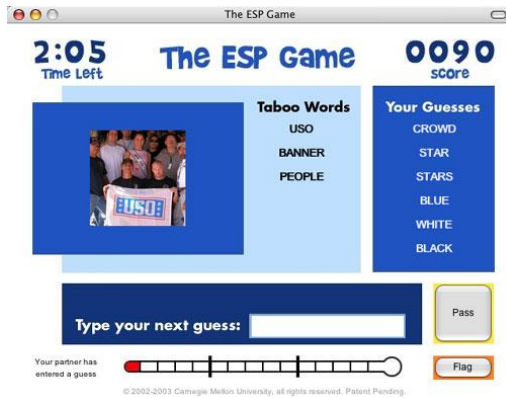 The ESP Game
2:05
Time Left
The ESP Game
0090
score
Taboo Words
USO
BANNER
PEOPLE
Your Guesses
CROWD
STAR
STARS
BLUE
WHITE
BLACK
USO
Type your next guess:
Pass
Your partner has
entered a guess
Flag
© 2002-2003 Carnegie Mellon University, all rights reserved. Patent Pending.